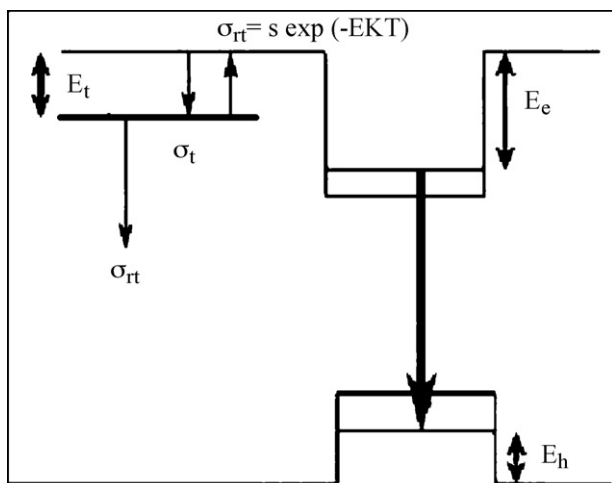 σrt= s exp (-EKT)
Et
Ee
σt
σrt
Eh